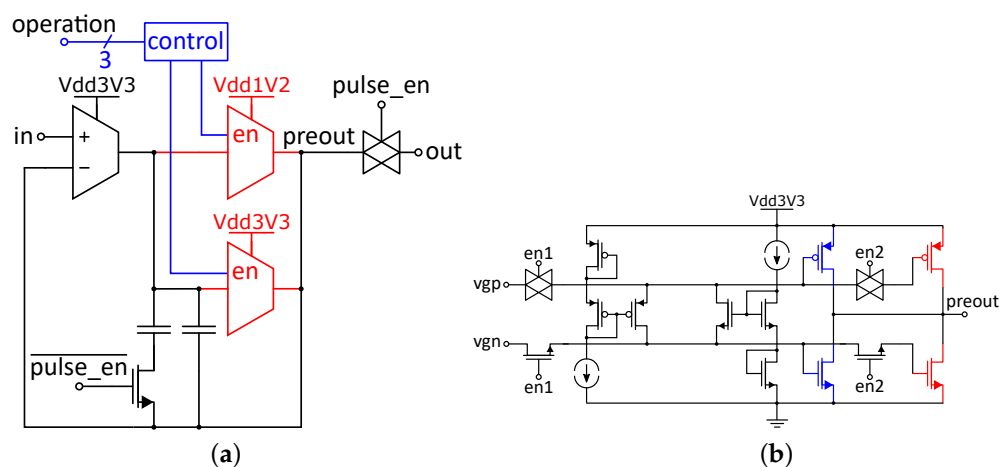 operation
3
control
Vdd3V3
Vdd1V2
pulse_en
in
+
−
en
preout
out
Vdd3V3
en
pulse_en
(a)
Vdd3V3
en1
en2
vgp
preout
vgn
en1
en2
(b)